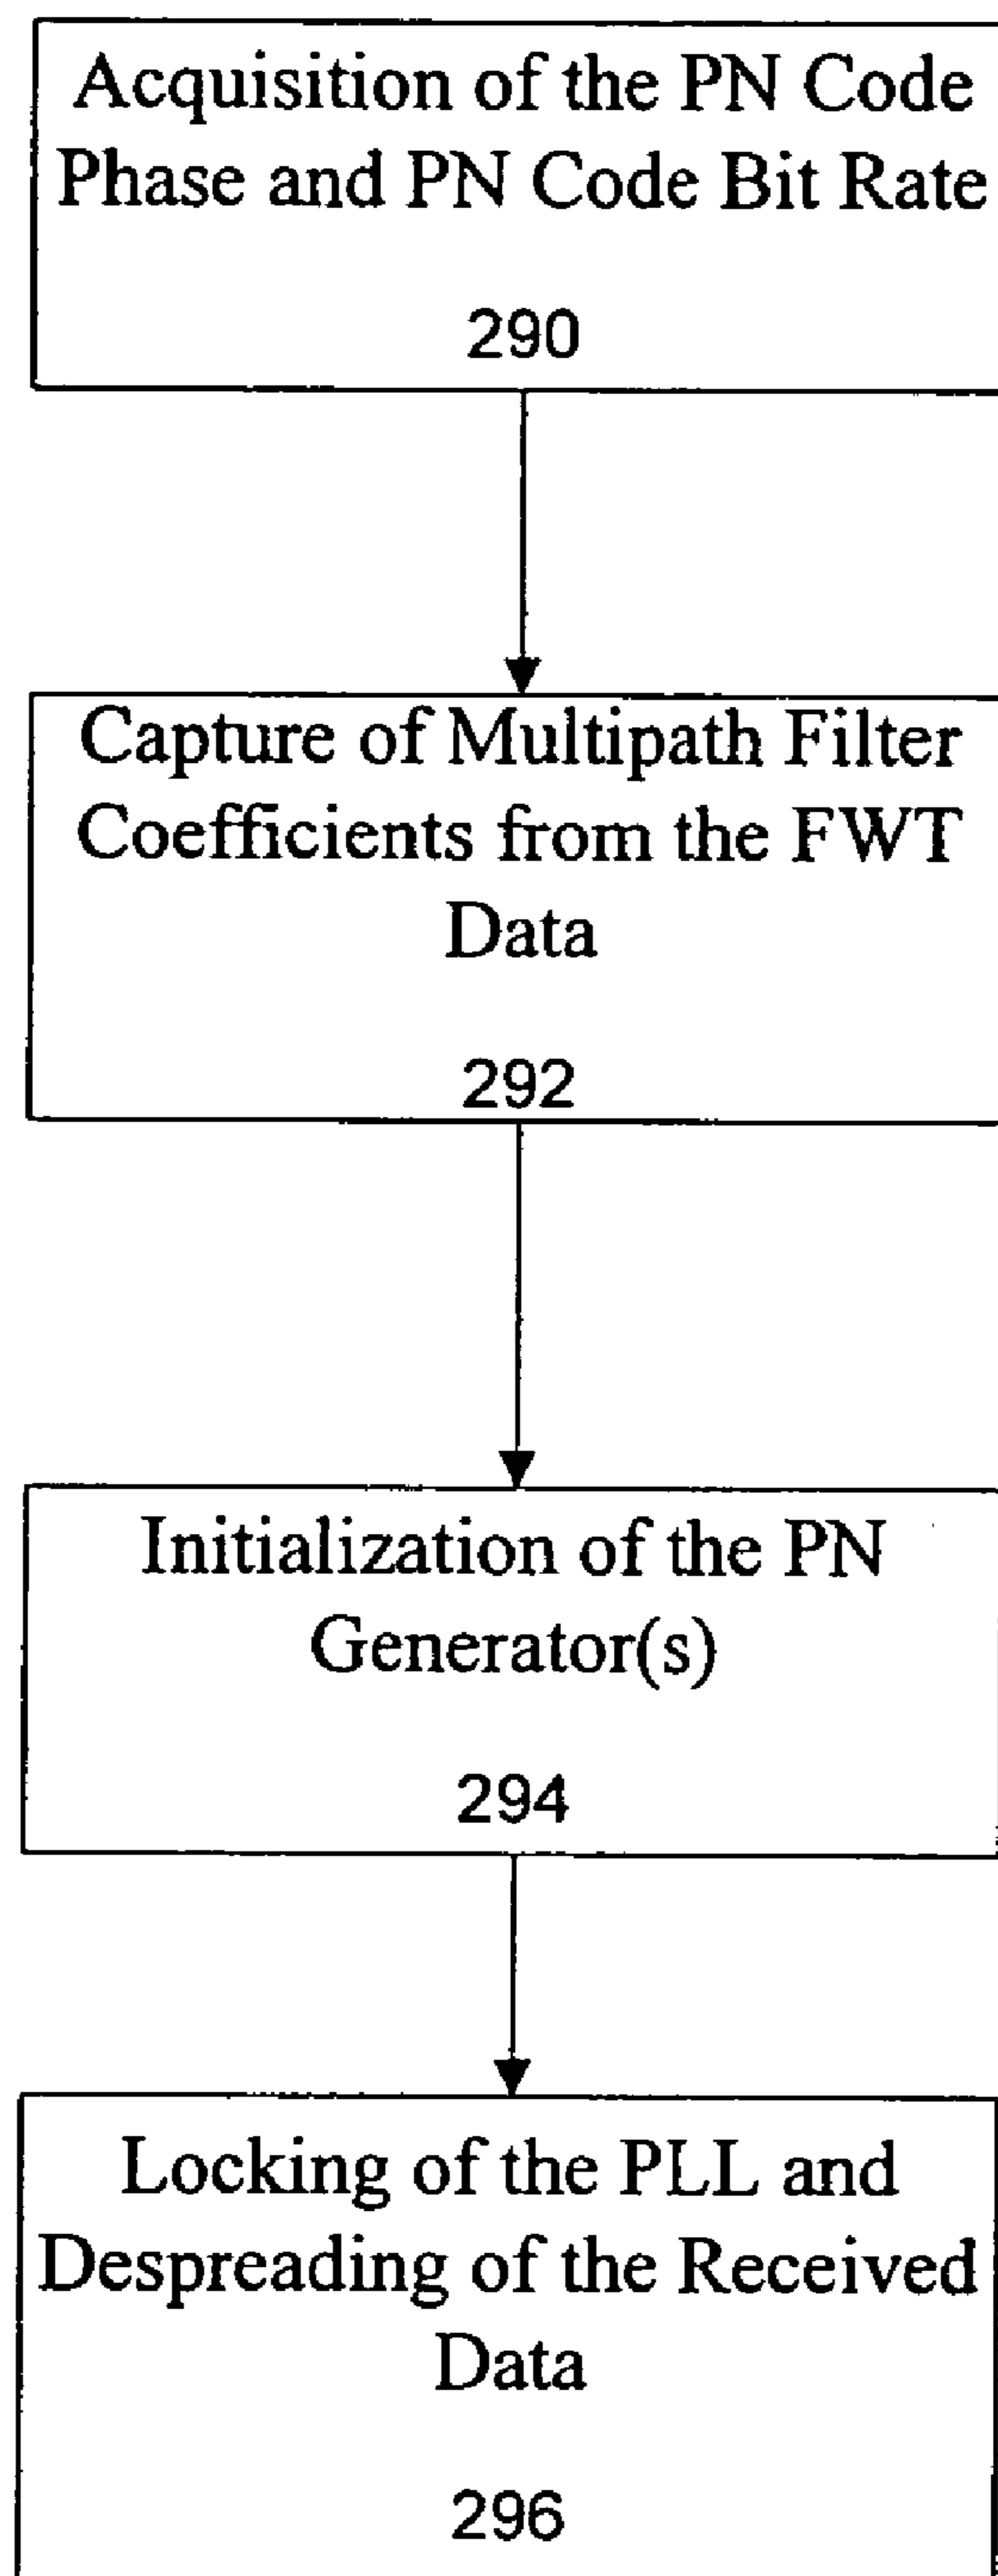 Acquisition of the PN Code
Phase and PN Code Bit Rate
290
Capture of Multipath Filter
Coefficients from the FWT
Data
292
Initialization of the PN
Generator(s)
294
Locking of the PLL and
Despreading of the Received
Data
296